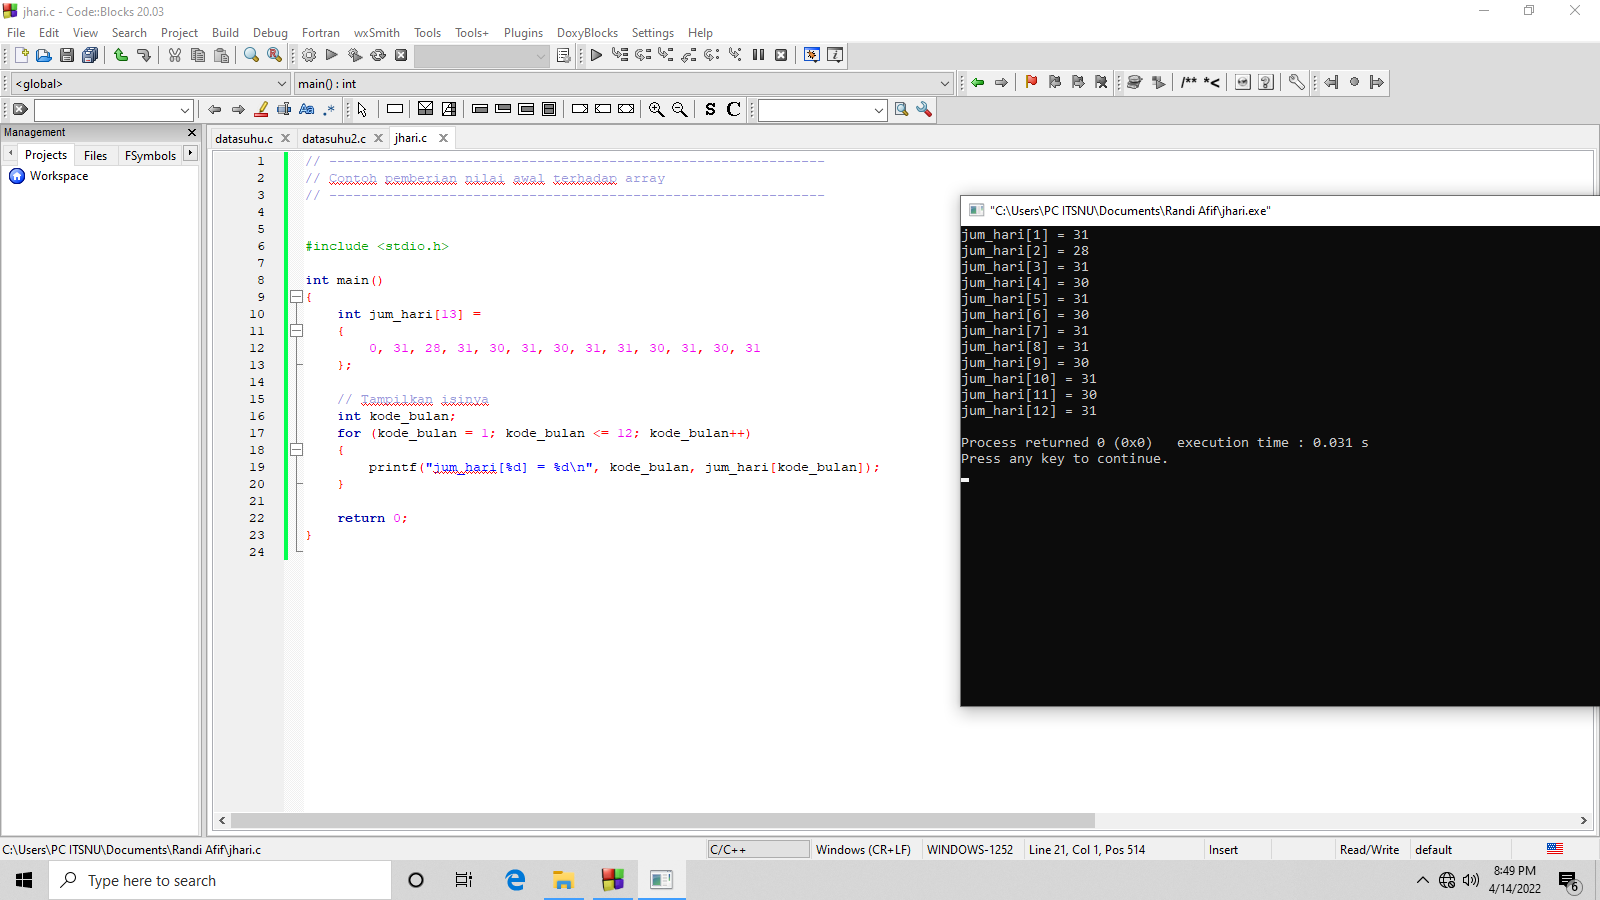 jhari.c - Code::Blocks 20.03
File Edit View Search Project Build Debug Fortran wxSmith Tools Tools+ Plugins DoxyBlocks Settings Help
<global> main() : int
/** *<
Aa .*
S C
Management
Projects Files FSymbols
Workspace
datasuhu.c datasuhu2.c jhari.c
1 // --------------------------------------------------------------
2 // Contoh pemberian nilai awal terhadap array
3 // --------------------------------------------------------------
4
5
6 #include <stdio.h>
7
8 int main()
9 {
10 int jum_hari[13] =
11 {
12 0, 31, 28, 31, 30, 31, 30, 31, 31, 30, 31, 30, 31
13 };
14
15 // Tampilkan isinya
16 int kode_bulan;
17 for (kode_bulan = 1; kode_bulan <= 12; kode_bulan++)
18 {
19 printf("jum_hari[%d] = %d\n", kode_bulan, jum_hari[kode_bulan]);
20 }
21
22 return 0;
23 }
24
"C:\Users\PC ITSNU\Documents\Randi Afif\jhari.exe"
jum_hari[1] = 31
jum_hari[2] = 28
jum_hari[3] = 31
jum_hari[4] = 30
jum_hari[5] = 31
jum_hari[6] = 30
jum_hari[7] = 31
jum_hari[8] = 31
jum_hari[9] = 30
jum_hari[10] = 31
jum_hari[11] = 30
jum_hari[12] = 31
Process returned 0 (0x0)   execution time : 0.031 s
Press any key to continue.
C:\Users\PC ITSNU\Documents\Randi Afif\jhari.c C/C++ Windows (CR+LF) WINDOWS-1252 Line 21, Col 1, Pos 514 Insert Read/Write default
Type here to search
8:49 PM
4/14/2022
6